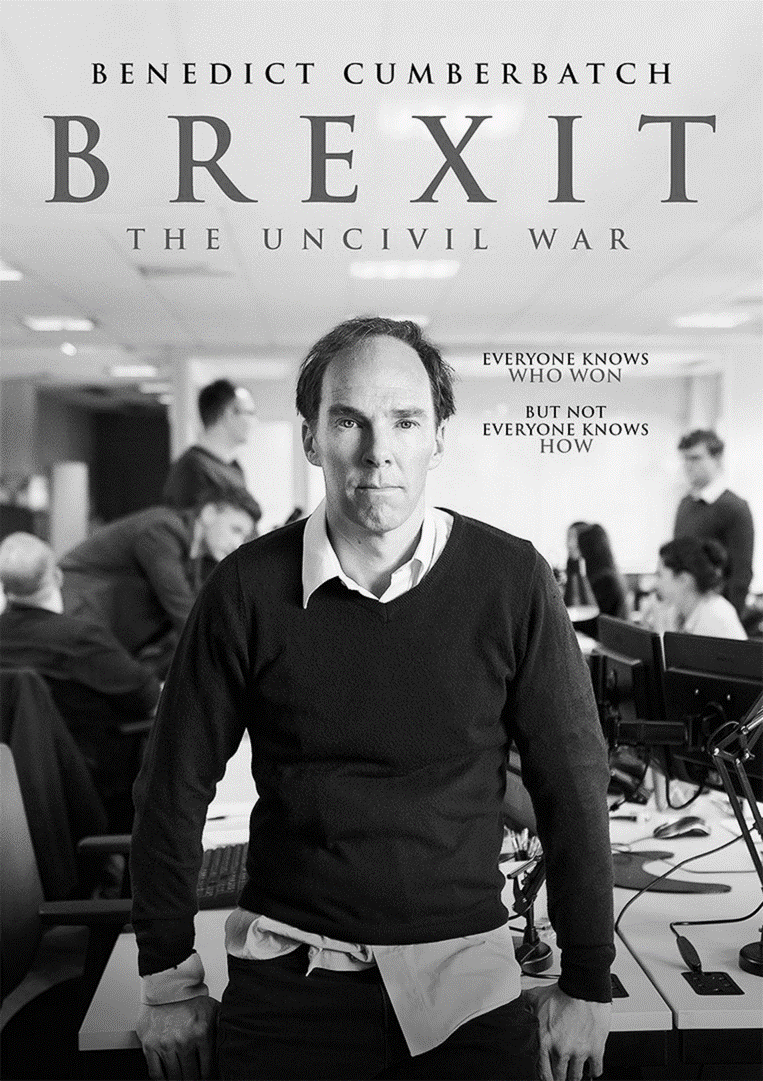 BENEDICT CUMBERBATCH
BREXIT
THE UNCIVIL WAR
EVERYONE KNOWS
WHO WON
BUT NOT
EVERYONE KNOWS
HOW